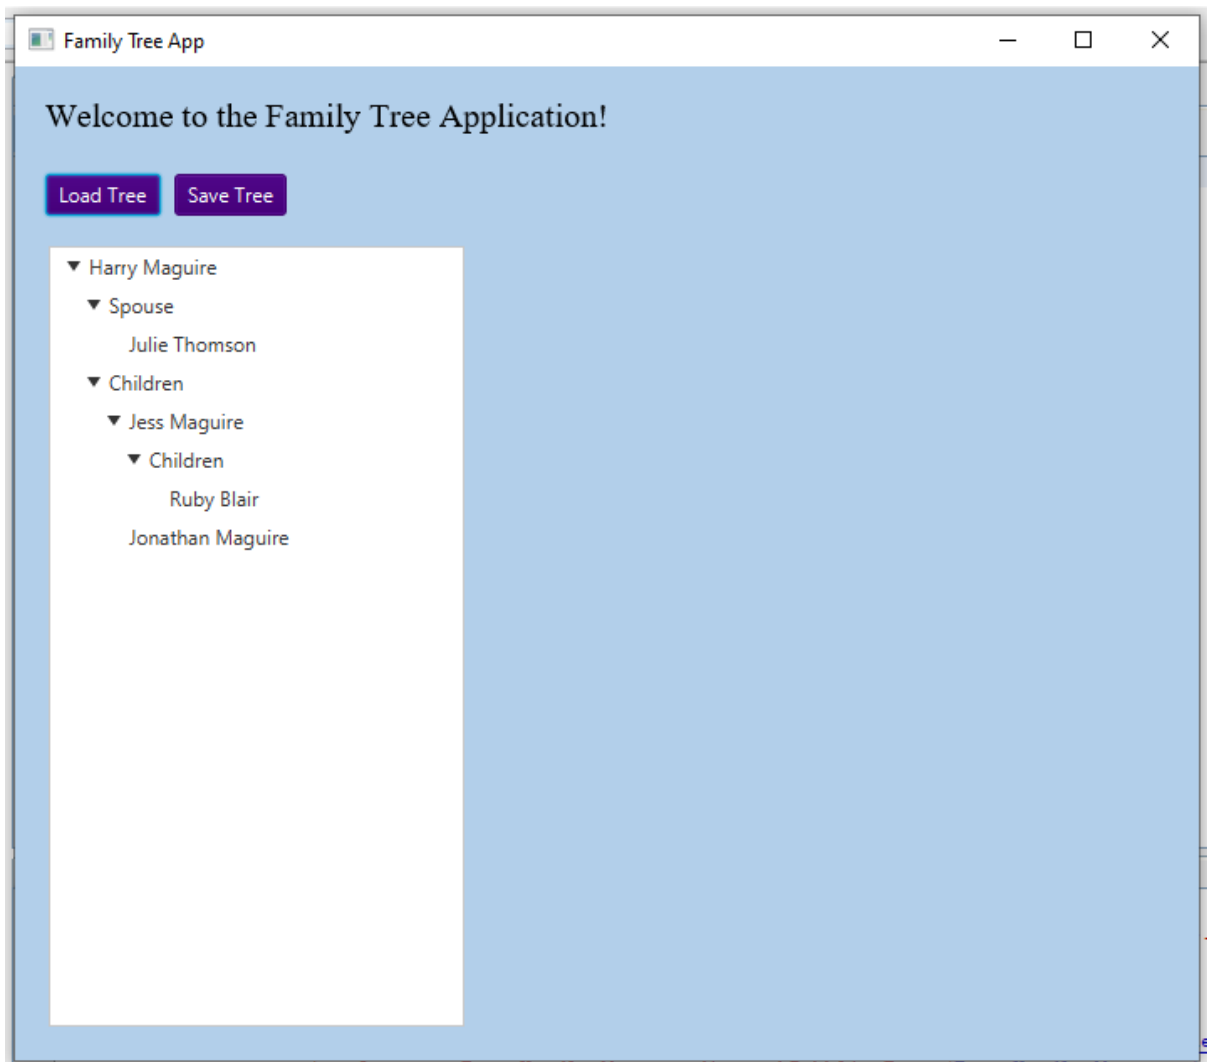 Family Tree App
Welcome to the Family Tree Application!
Load Tree Save Tree
Harry Maguire
Spouse
Julie Thomson
Children
Jess Maguire
Children
Ruby Blair
Jonathan Maguire